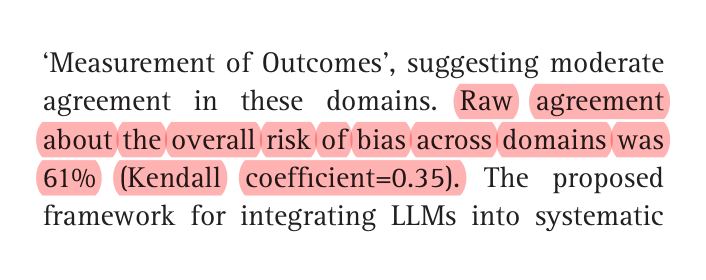 ‘Measurement of Outcomes’, suggesting moderate
agreement in these domains. Raw agreement
about the overall risk of bias across domains was
61% (Kendall coefficient=0.35). The proposed
framework for integrating LLMs into systematic